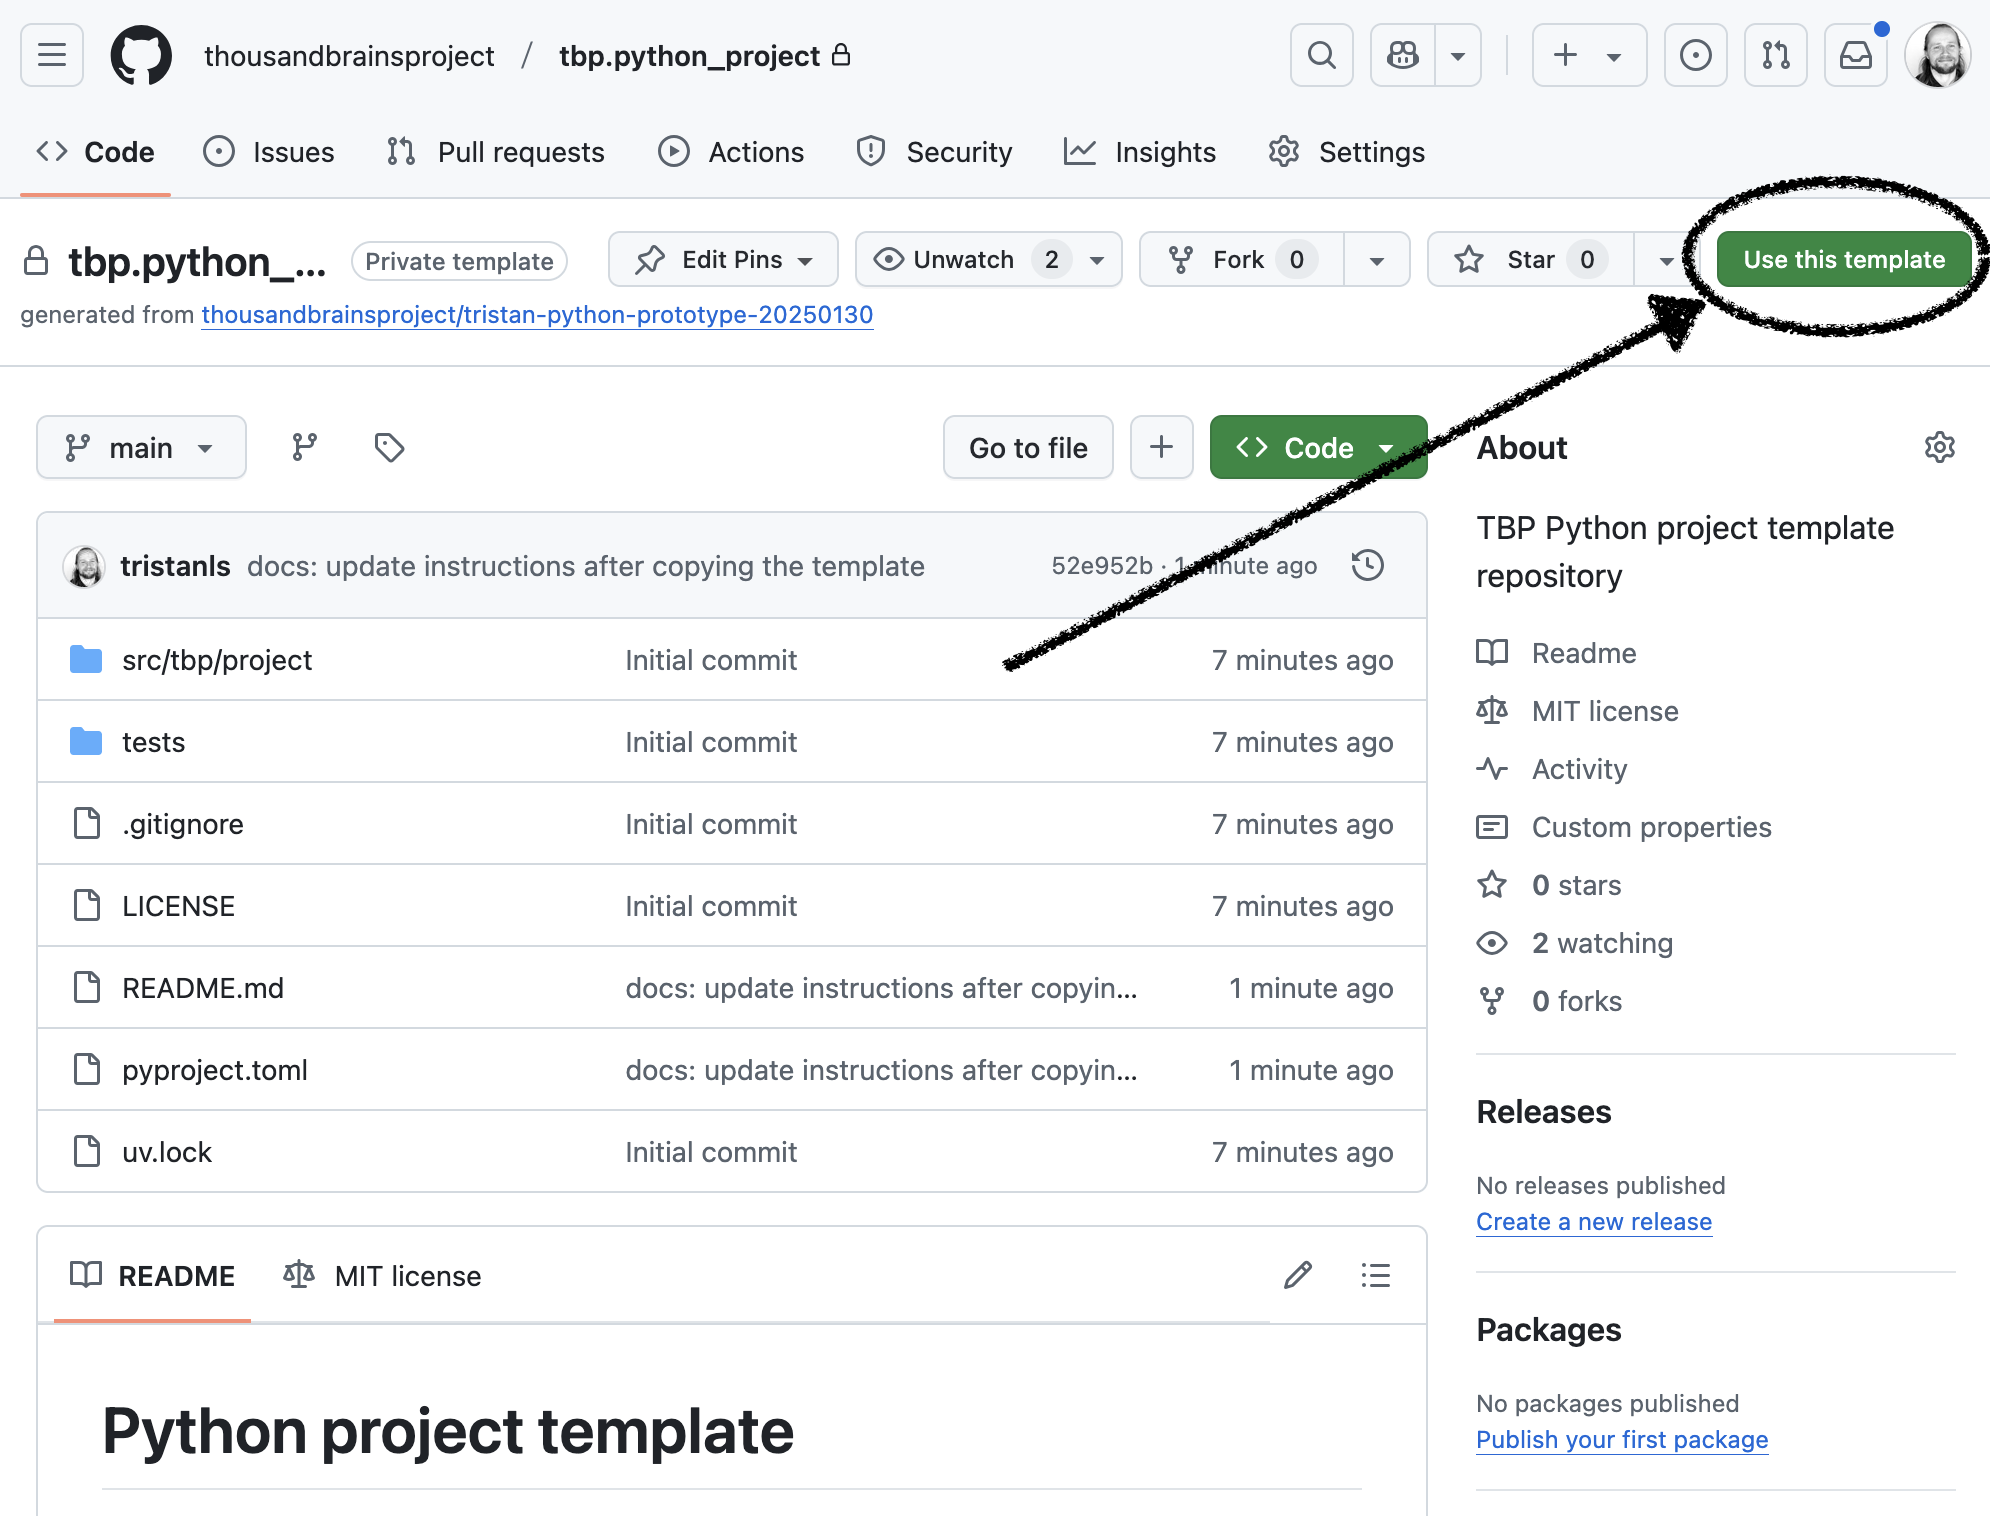 thousandbrainsproject / tbp.python_project
Code Issues Pull requests Actions Security Insights Settings
tbp.python_... Private template Edit Pins Unwatch 2 Fork 0 Star 0 Use this template
generated from thousandbrainsproject/tristan-python-prototype-20250130
main Go to file Code
tristanls docs: update instructions after copying the template 52e952b · 1 minute ago
src/tbp/project Initial commit 7 minutes ago
tests Initial commit 7 minutes ago
.gitignore Initial commit 7 minutes ago
LICENSE Initial commit 7 minutes ago
README.md docs: update instructions after copyin... 1 minute ago
pyproject.toml docs: update instructions after copyin... 1 minute ago
uv.lock Initial commit 7 minutes ago
README MIT license
Python project template
About
TBP Python project template
repository
Readme
MIT license
Activity
Custom properties
0 stars
2 watching
0 forks
Releases
No releases published
Create a new release
Packages
No packages published
Publish your first package